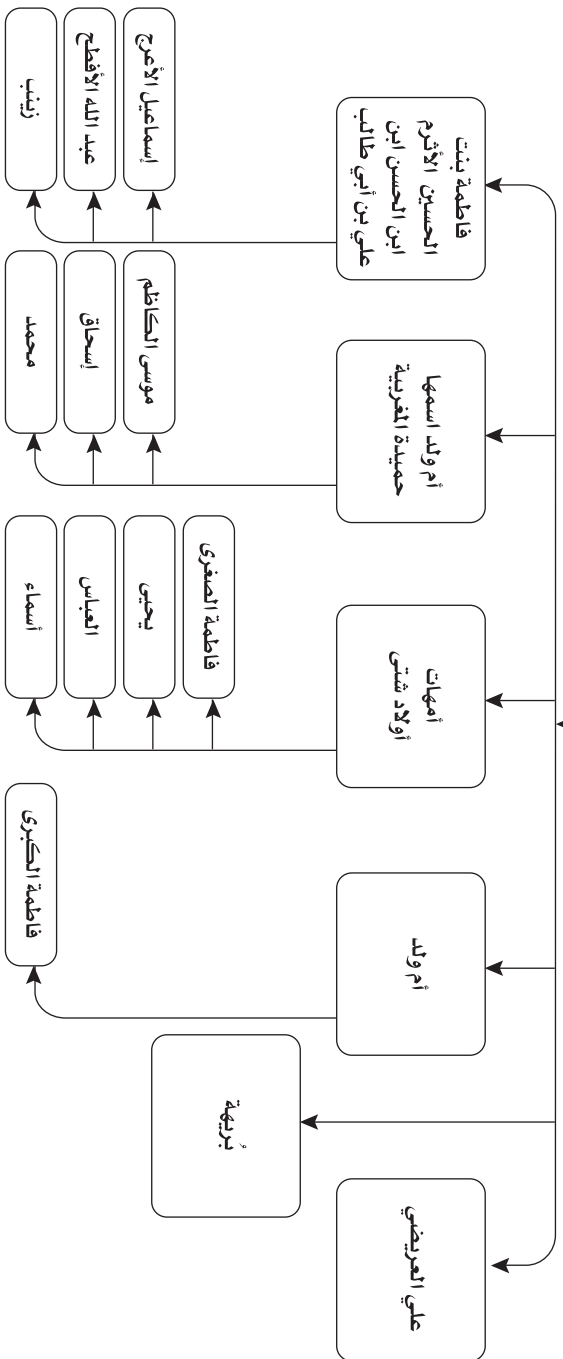 فاطمة بنت
الحسين الأثرم
ابن الحسن ابن
علي بن أبي طالب
إسماعيل الأعرج
عبد الله الأفطح
زينب
أم ولد اسمها
حميدة المغربية
موسى الكاظم
إسحاق
محمد
أمهات
أولاد شتى
فاطمة الصغرى
يحيى
العباس
أسماء
أم ولد
فاطمة الكبرى
بُريهة
علي العريضي